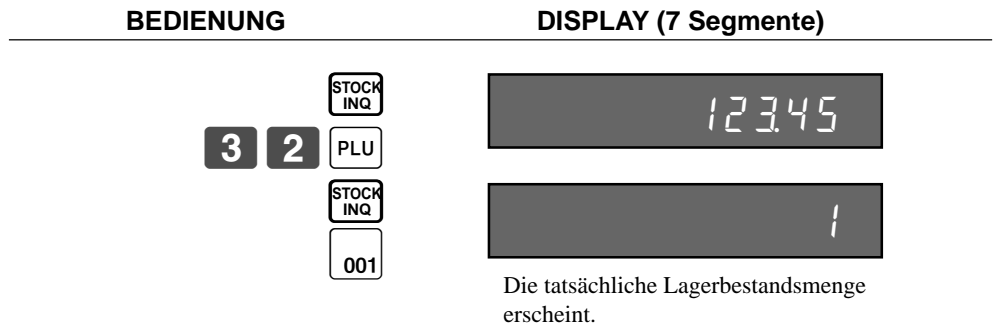 BEDIENUNG DISPLAY (7 Segmente)
STOCK
INQ
123.45
3 2 PLU
STOCK
INQ
1
001
Die tatsächliche Lagerbestandsmenge
erscheint.